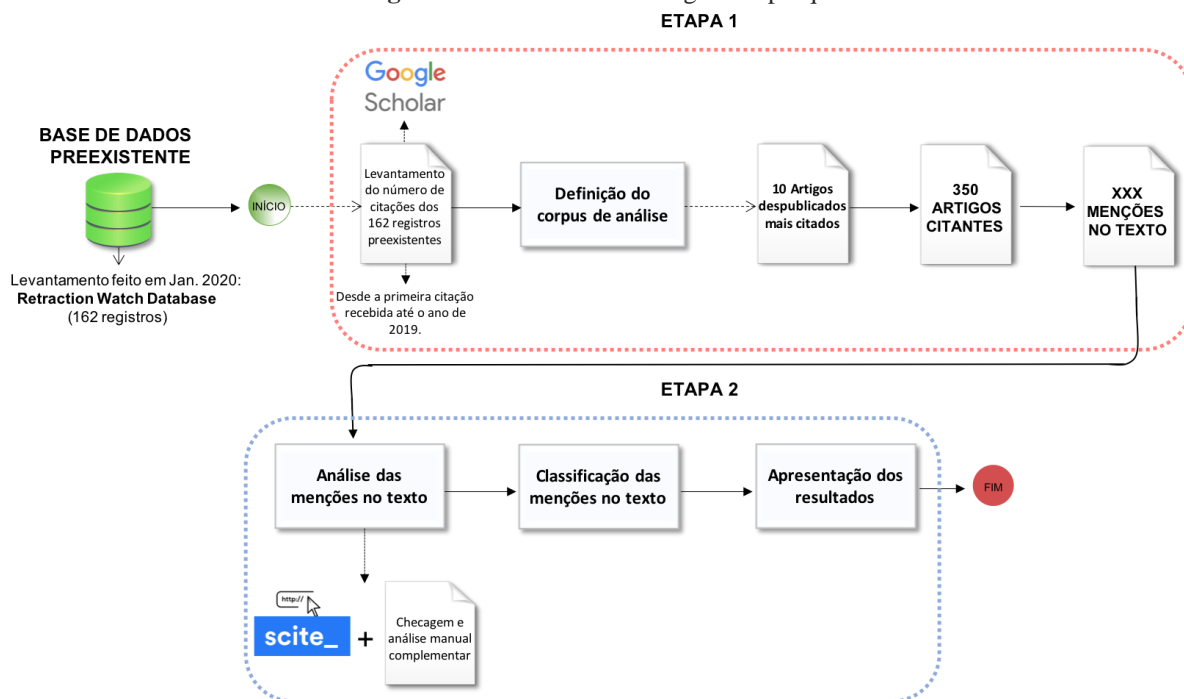 ETAPA 1
Google
Scholar
BASE DE DADOS
PREEXISTENTE
INÍCIO
Levantamento
do número de
citações dos
162 registros
preexistentes
Definição do
corpus de análise
10 Artigos
despublicados
mais citados
350
ARTIGOS
CITANTES
XXX
MENÇÕES
NO TEXTO
Levantamento feito em Jan. 2020:
Retraction Watch Database
(162 registros)
Desde a primeira citação
recebida até o ano de
2019.
ETAPA 2
Análise das
menções no texto
Classificação das
menções no texto
Apresentação dos
resultados
FIM
http://
scite_
+
Checagem e
análise manual
complementar